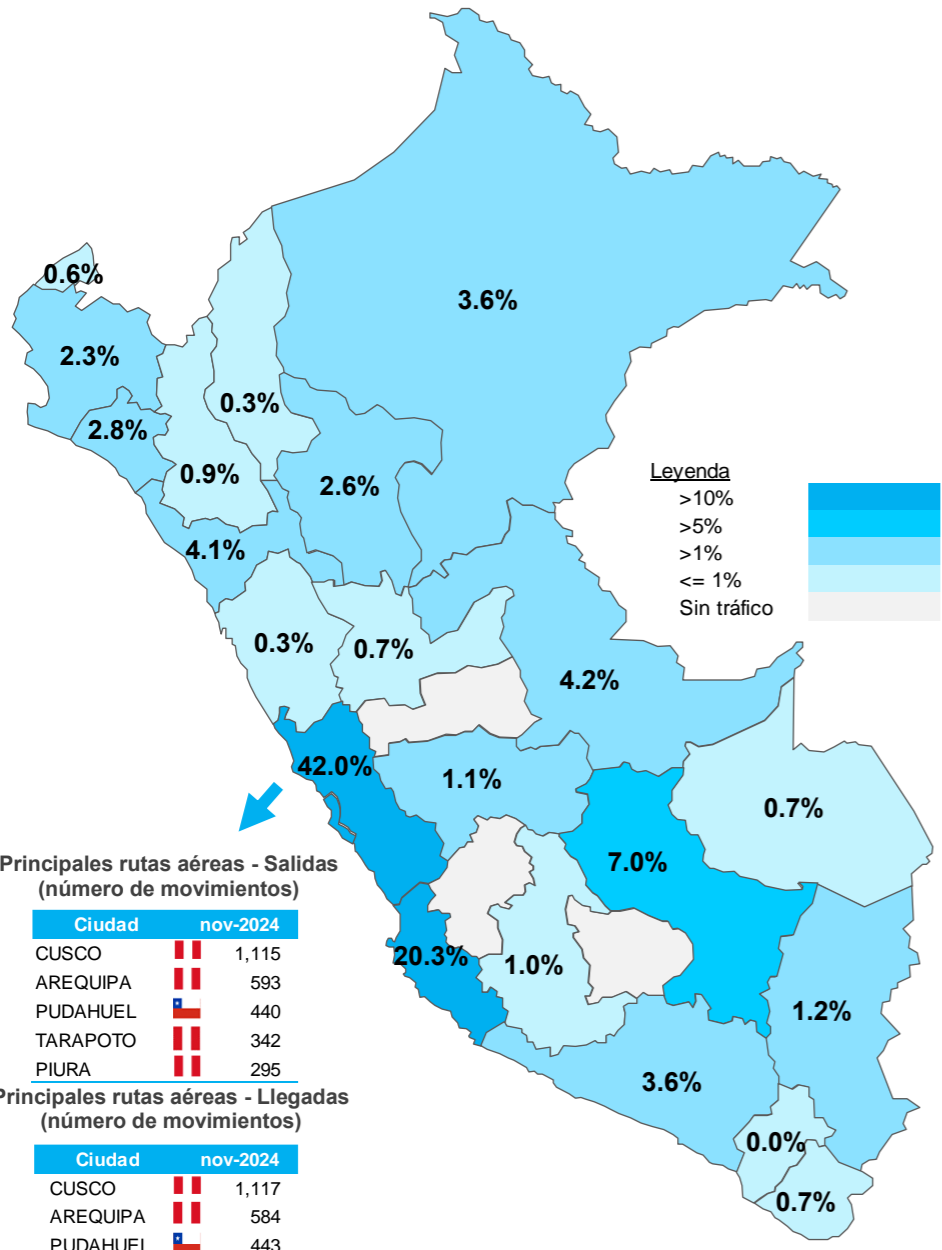 0.6%
3.6%
2.3%
0.3%
2.8%
0.9%
2.6%
Leyenda
>10%
>5%
>1%
<= 1%
Sin tráfico
4.1%
0.3%
0.7%
4.2%
42.0%
1.1%
0.7%
7.0%
20.3%
1.0%
1.2%
3.6%
0.0%
0.7%
Principales rutas aéreas - Salidas
(número de movimientos)
Ciudad nov-2024
CUSCO 1,115
AREQUIPA 593
PUDAHUEL 440
TARAPOTO 342
PIURA 295
Principales rutas aéreas - Llegadas
(número de movimientos)
Ciudad nov-2024
CUSCO 1,117
AREQUIPA 584
PUDAHUEL 443